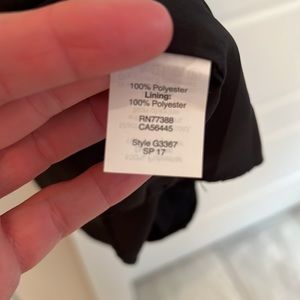 100% Polyester
Lining:
100% Polyester
RN77388
CA56445
Style G3367
SP 17